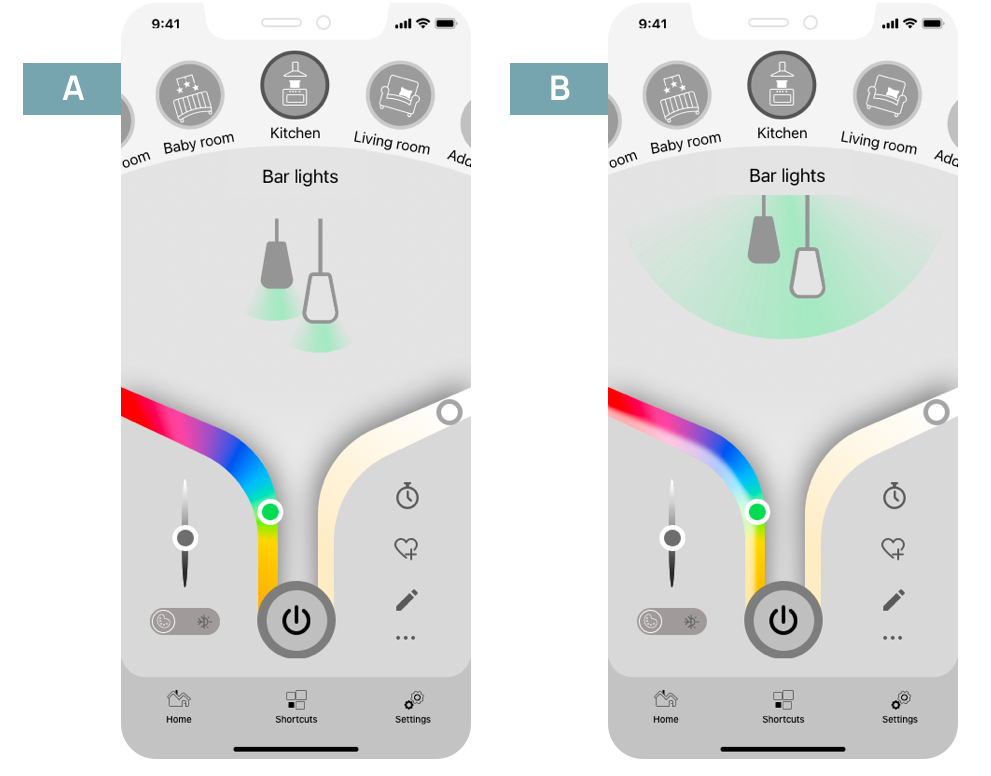 A
9:41
oom
Baby room
Kitchen
Living room
Add
Bar lights
Home
Shortcuts
Settings
B
9:41
oom
Baby room
Kitchen
Living room
Add
Bar lights
Home
Shortcuts
Settings